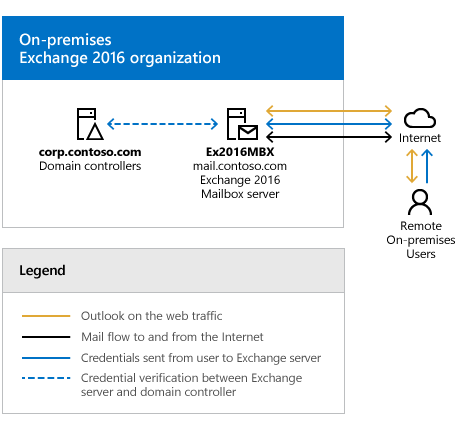 On-premises
Exchange 2016 organization
corp.contoso.com
Domain controllers
Ex2016MBX
mail.contoso.com
Exchange 2016
Mailbox server
Internet
Remote
On-premises
Users
Legend
Outlook on the web traffic
Mail flow to and from the Internet
Credentials sent from user to Exchange server
Credential verification between Exchange
server and domain controller